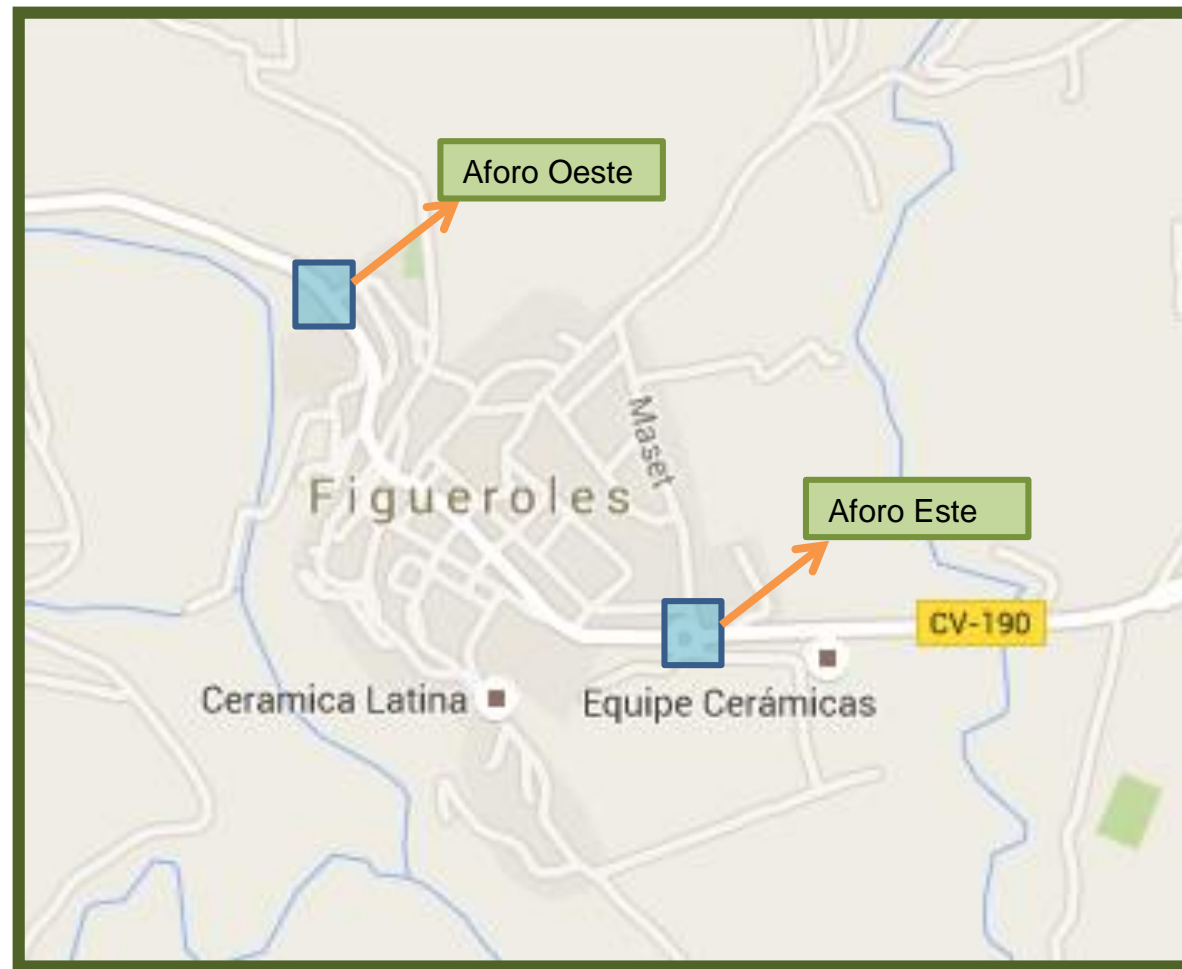 Aforo Oeste
Maset
Figueroles
Aforo Este
CV-190
Ceramica Latina
Equipe Cerámicas